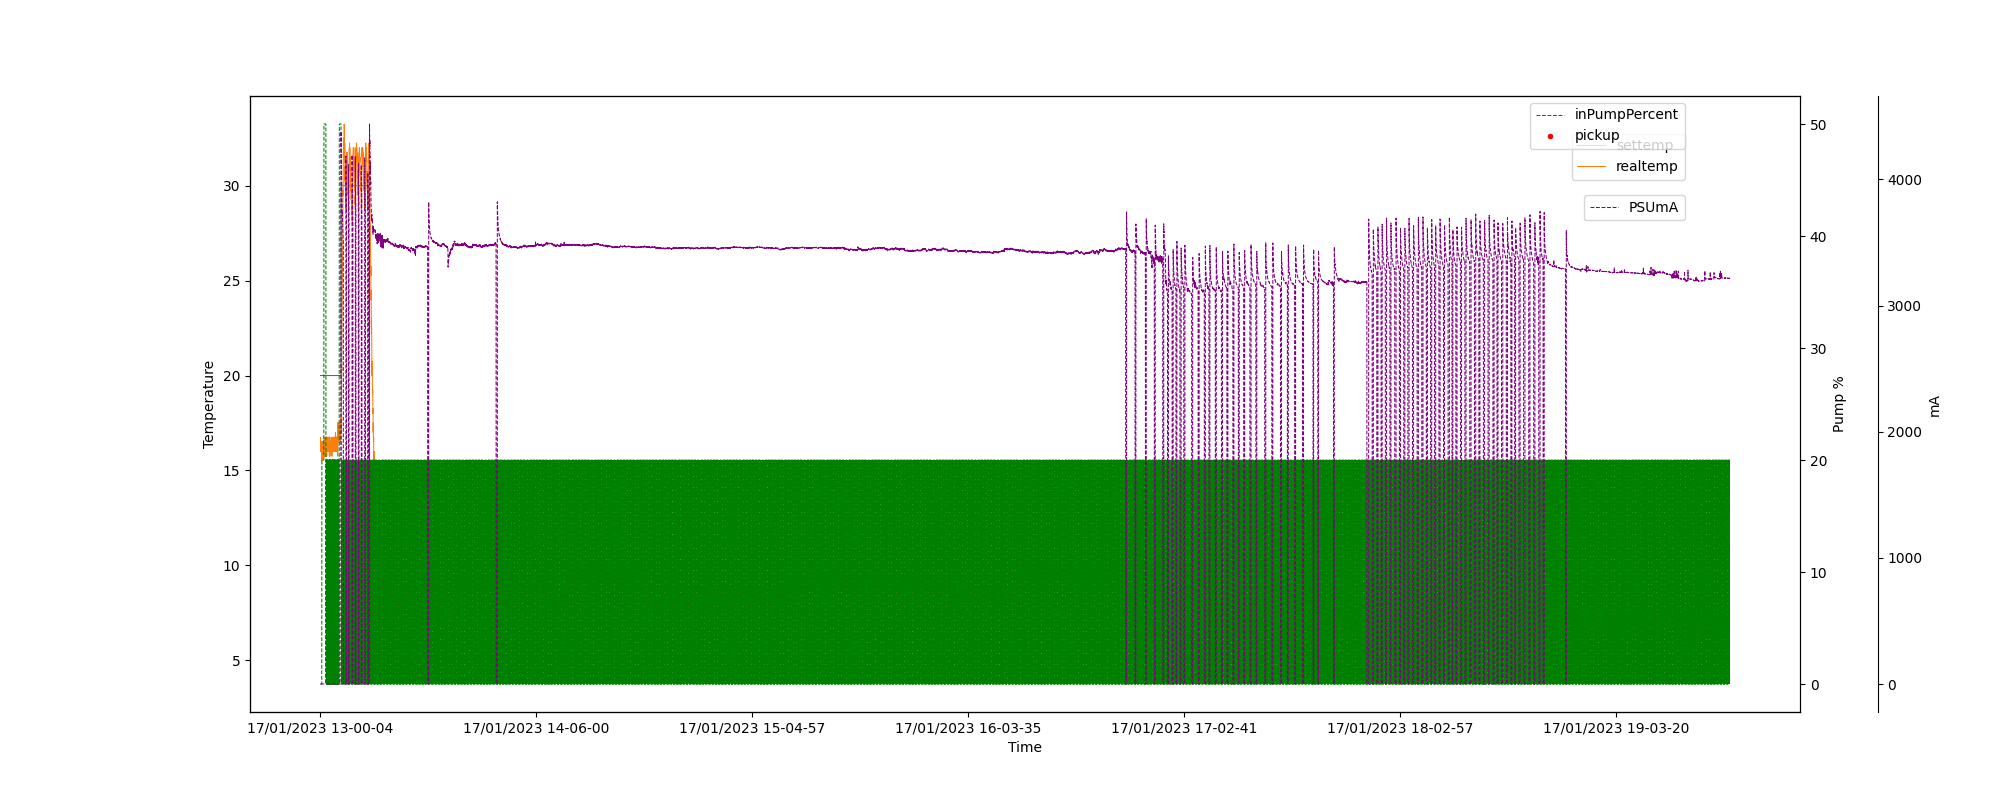 inPumpPercent
pickup
settemp
realtemp
PSUmA
Temperature
30
25
20
15
10
5
50
40
30
20
10
0
Pump %
4000
3000
2000
1000
0
mA
17/01/2023 13-00-04
17/01/2023 14-06-00
17/01/2023 15-04-57
17/01/2023 16-03-35
17/01/2023 17-02-41
17/01/2023 18-02-57
17/01/2023 19-03-20
Time